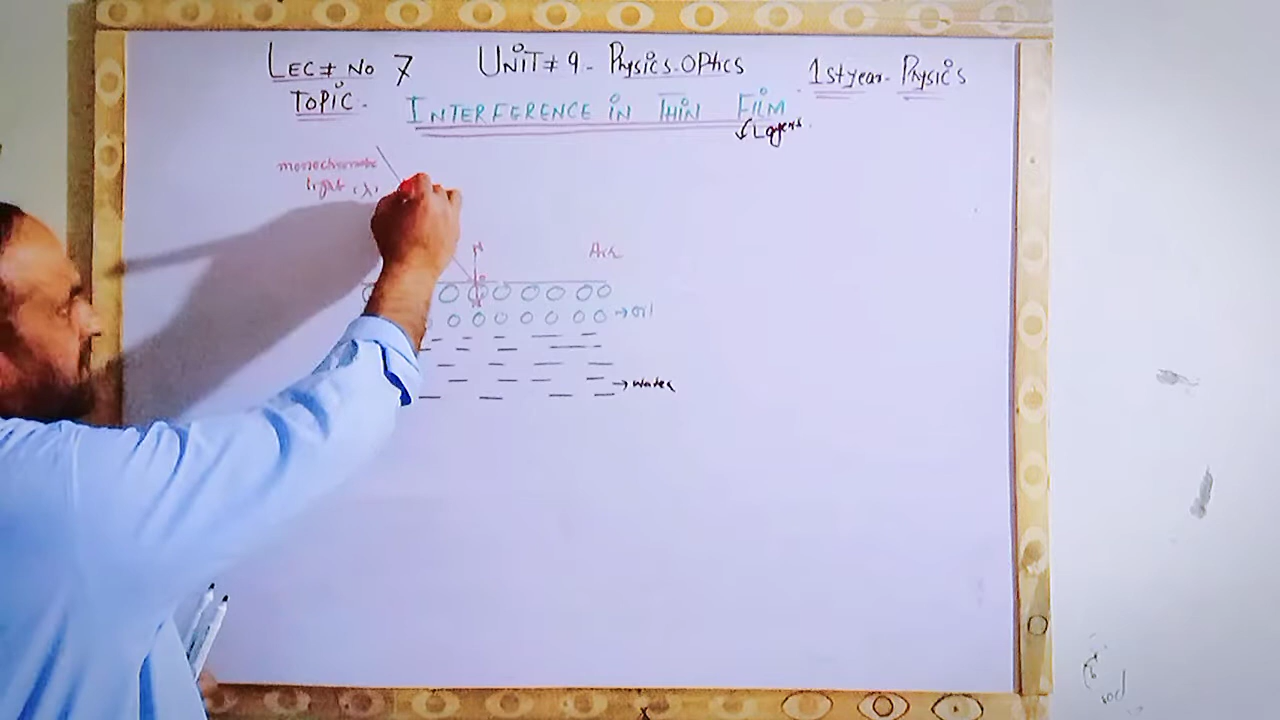 LEC # NO 7 UNIT # 9 - PHYSICS-OPTICS 1st year - PHYSICS
TOPIC - INTERFERENCE IN THIN FILM
Layers
monochromatic
light (λ)
N
Air
→ oil
→ water